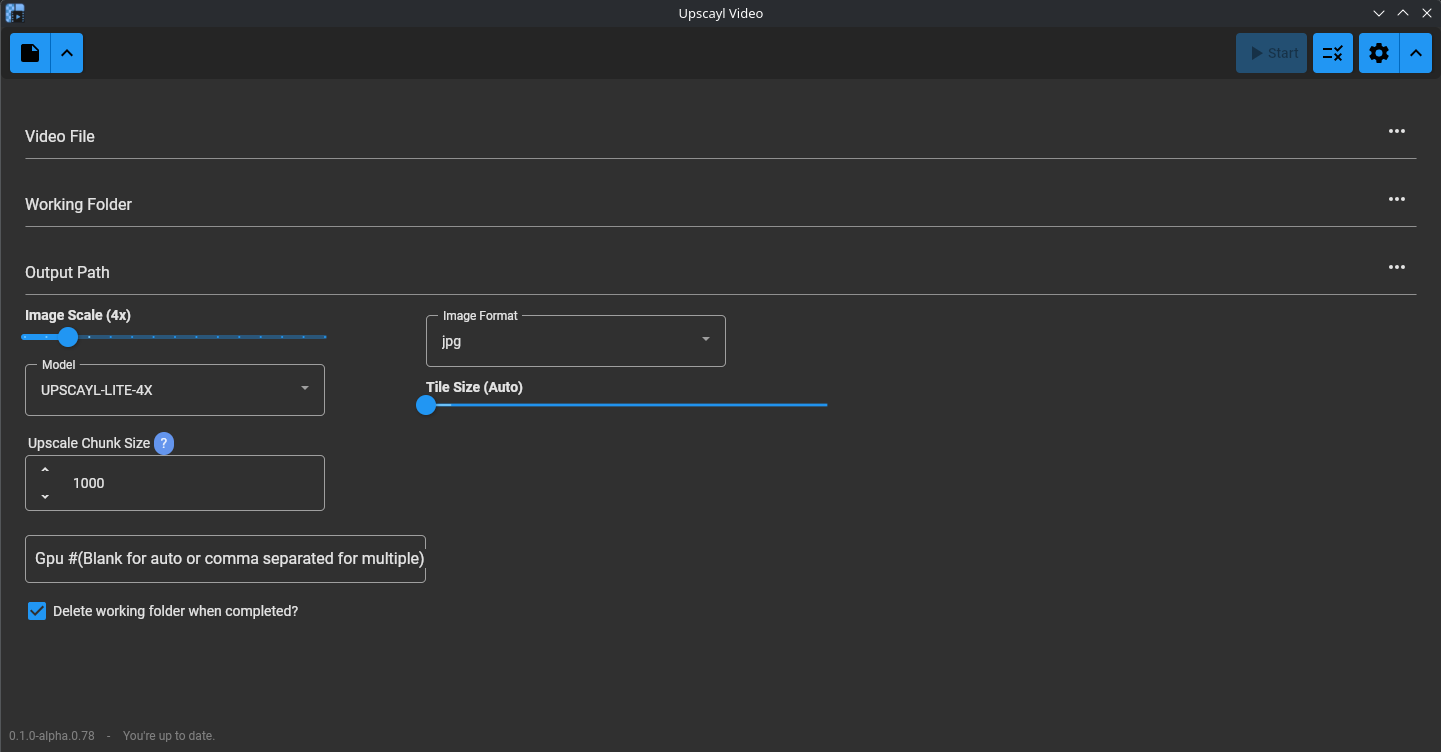 Upscayl Video
Start
Video File
Working Folder
Output Path
Image Scale (4x)
Image Format
jpg
Model
UPSCAYL-LITE-4X
Tile Size (Auto)
Upscale Chunk Size ?
1000
Gpu #(Blank for auto or comma separated for multiple)
Delete working folder when completed?
0.1.0-alpha.0.78 - You're up to date.